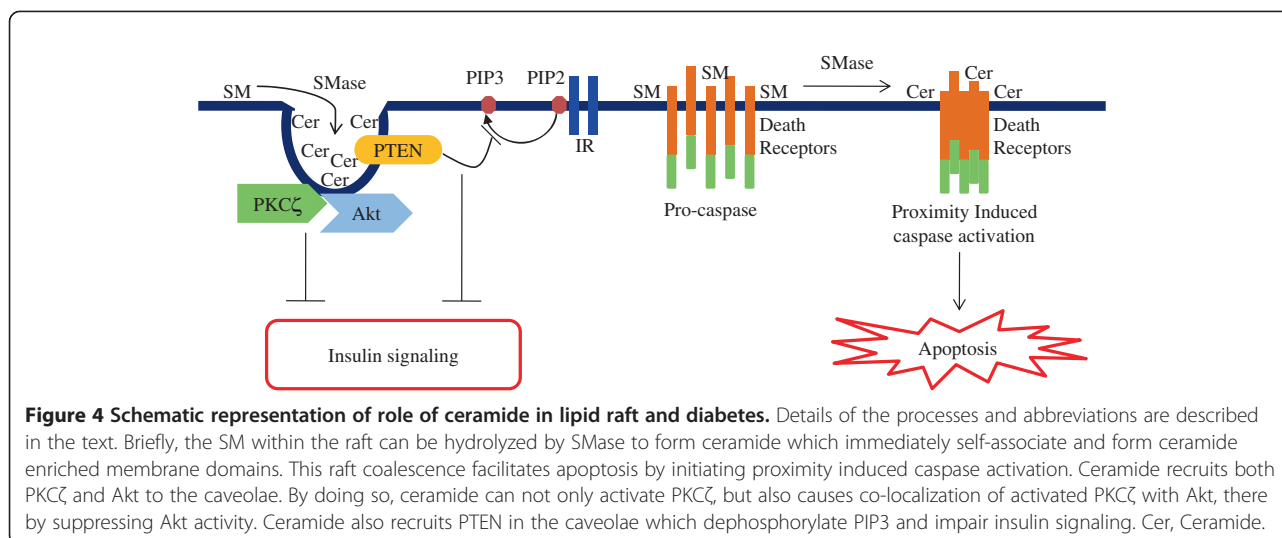 PIP3 PIP2
SMase
SM
SM
SM
SM
SMase
Cer
Cer
Cer
Cer
Cer
Cer
Cer
Cer
PTEN
IR
Death
Receptors
Death
Receptors
PKCζ
Akt
Pro-caspase
Proximity Induced
caspase activation
Insulin signaling
Apoptosis
Figure 4 Schematic representation of role of ceramide in lipid raft and diabetes. Details of the processes and abbreviations are described
in the text. Briefly, the SM within the raft can be hydrolyzed by SMase to form ceramide which immediately self-associate and form ceramide
enriched membrane domains. This raft coalescence facilitates apoptosis by initiating proximity induced caspase activation. Ceramide recruits both
PKCζ and Akt to the caveolae. By doing so, ceramide can not only activate PKCζ, but also causes co-localization of activated PKCζ with Akt, there
by suppressing Akt activity. Ceramide also recruits PTEN in the caveolae which dephosphorylate PIP3 and impair insulin signaling. Cer, Ceramide.